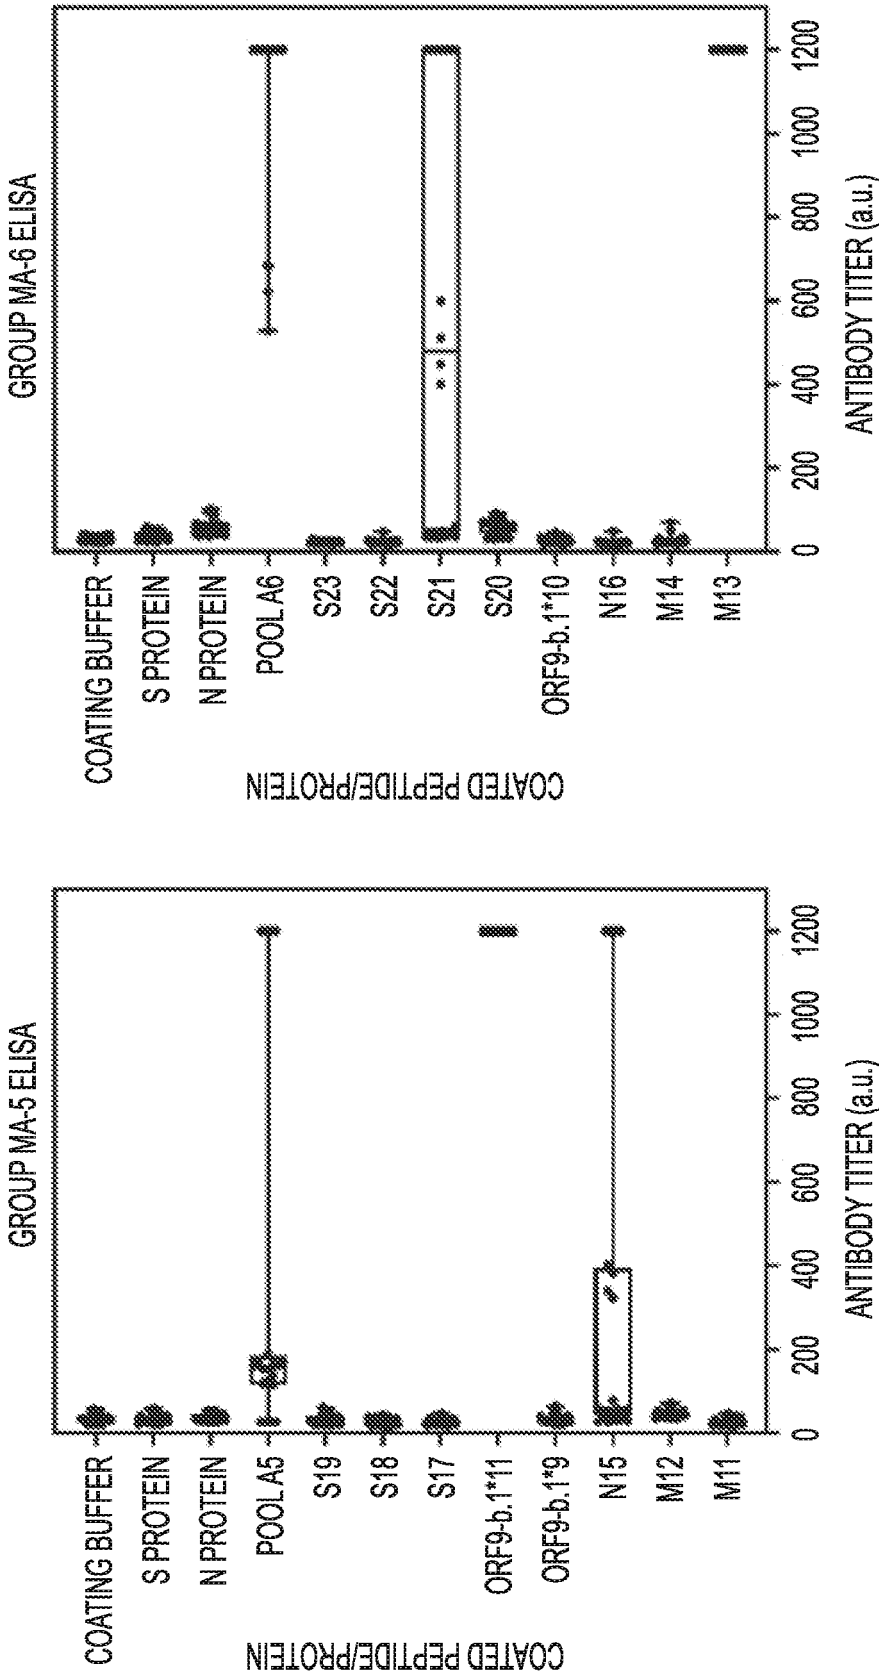 GROUP MA-5 ELISA
COATED PEPTIDE/PROTEIN
COATING BUFFER
S PROTEIN
N PROTEIN
POOL A5
S19
S18
S17
ORF9-b.1*11
ORF9-b.1*9
N15
M12
M11
0
200
400
600
800
1000
1200
ANTIBODY TITER (a.u.)
GROUP MA-6 ELISA
COATED PEPTIDE/PROTEIN
COATING BUFFER
S PROTEIN
N PROTEIN
POOL A6
S23
S22
S21
S20
ORF9-b.1*10
N16
M14
M13
0
200
400
600
800
1000
1200
ANTIBODY TITER (a.u.)